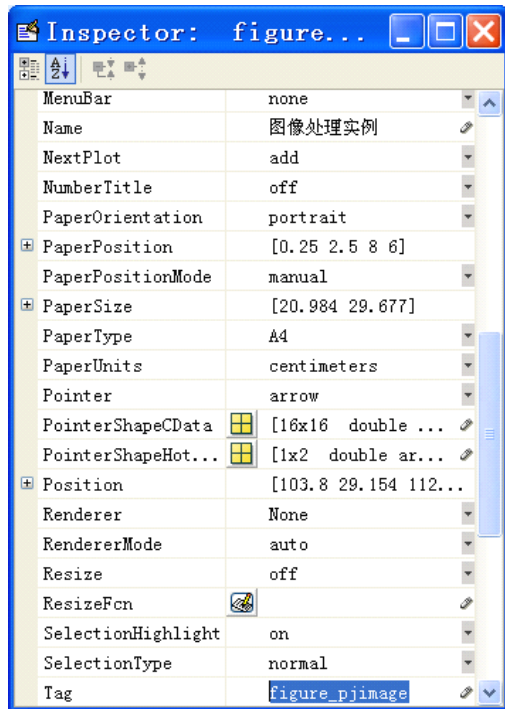 Inspector: figure...
MenuBar none
Name 图像处理实例
NextPlot add
NumberTitle off
PaperOrientation portrait
PaperPosition [0.25 2.5 8 6]
PaperPositionMode manual
PaperSize [20.984 29.677]
PaperType A4
PaperUnits centimeters
Pointer arrow
PointerShapeCData [16x16 double ...
PointerShapeHot... [1x2 double ar...
Position [103.8 29.154 112...
Renderer None
RendererMode auto
Resize off
ResizeFcn
SelectionHighlight on
SelectionType normal
Tag figure_pjimage